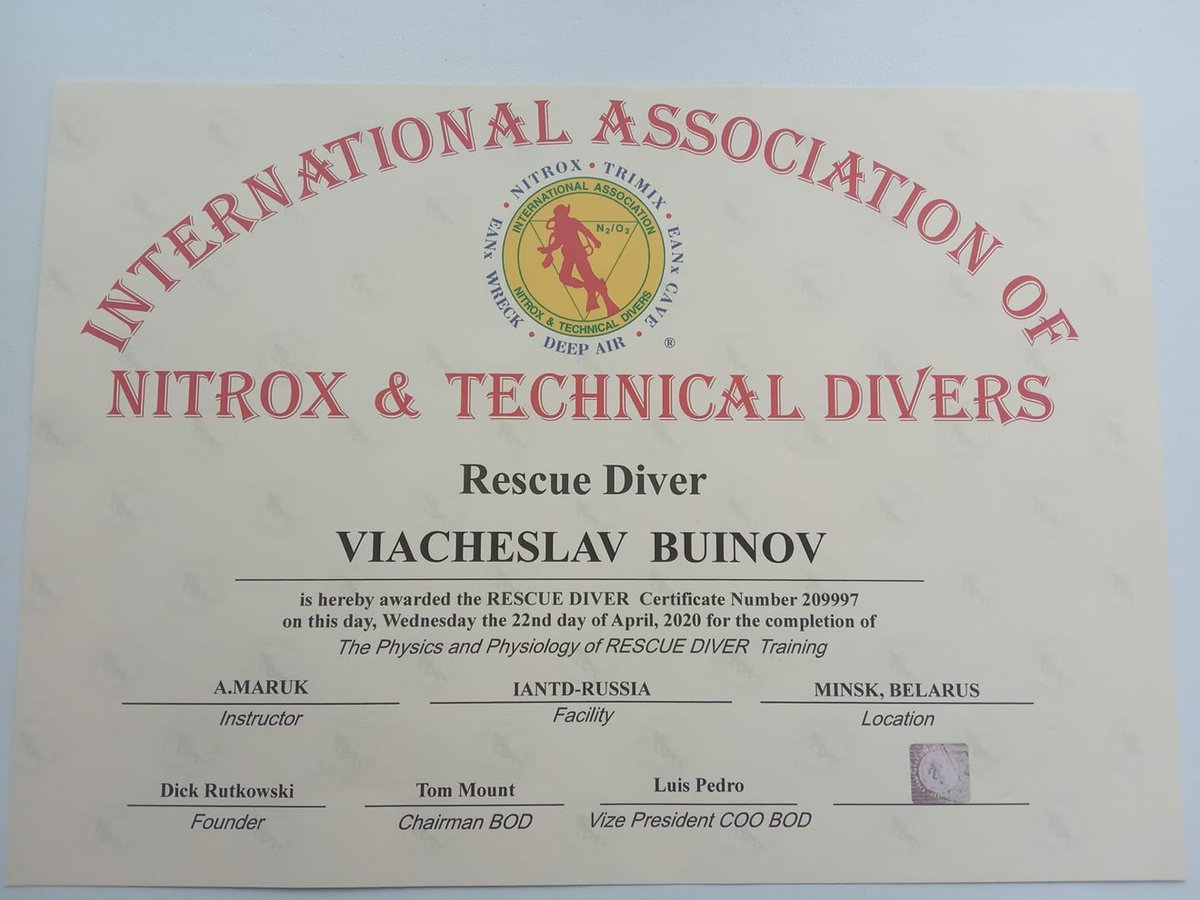 INTERNATIONAL ASSOCIATION OF
NITROX • TRIMIX • EANx CAVE • DEEP AIR • EANx WRECK •
INTERNATIONAL ASSOCIATION
N2/O2
NITROX & TECHNICAL DIVERS
®
NITROX & TECHNICAL DIVERS
Rescue Diver
VIACHESLAV BUINOV
is hereby awarded the RESCUE DIVER Certificate Number 209997
on this day, Wednesday the 22nd day of April, 2020 for the completion of
The Physics and Physiology of RESCUE DIVER Training
A.MARUK IANTD-RUSSIA MINSK, BELARUS
Instructor Facility Location
Dick Rutkowski Tom Mount Luis Pedro
Founder Chairman BOD Vize President COO BOD